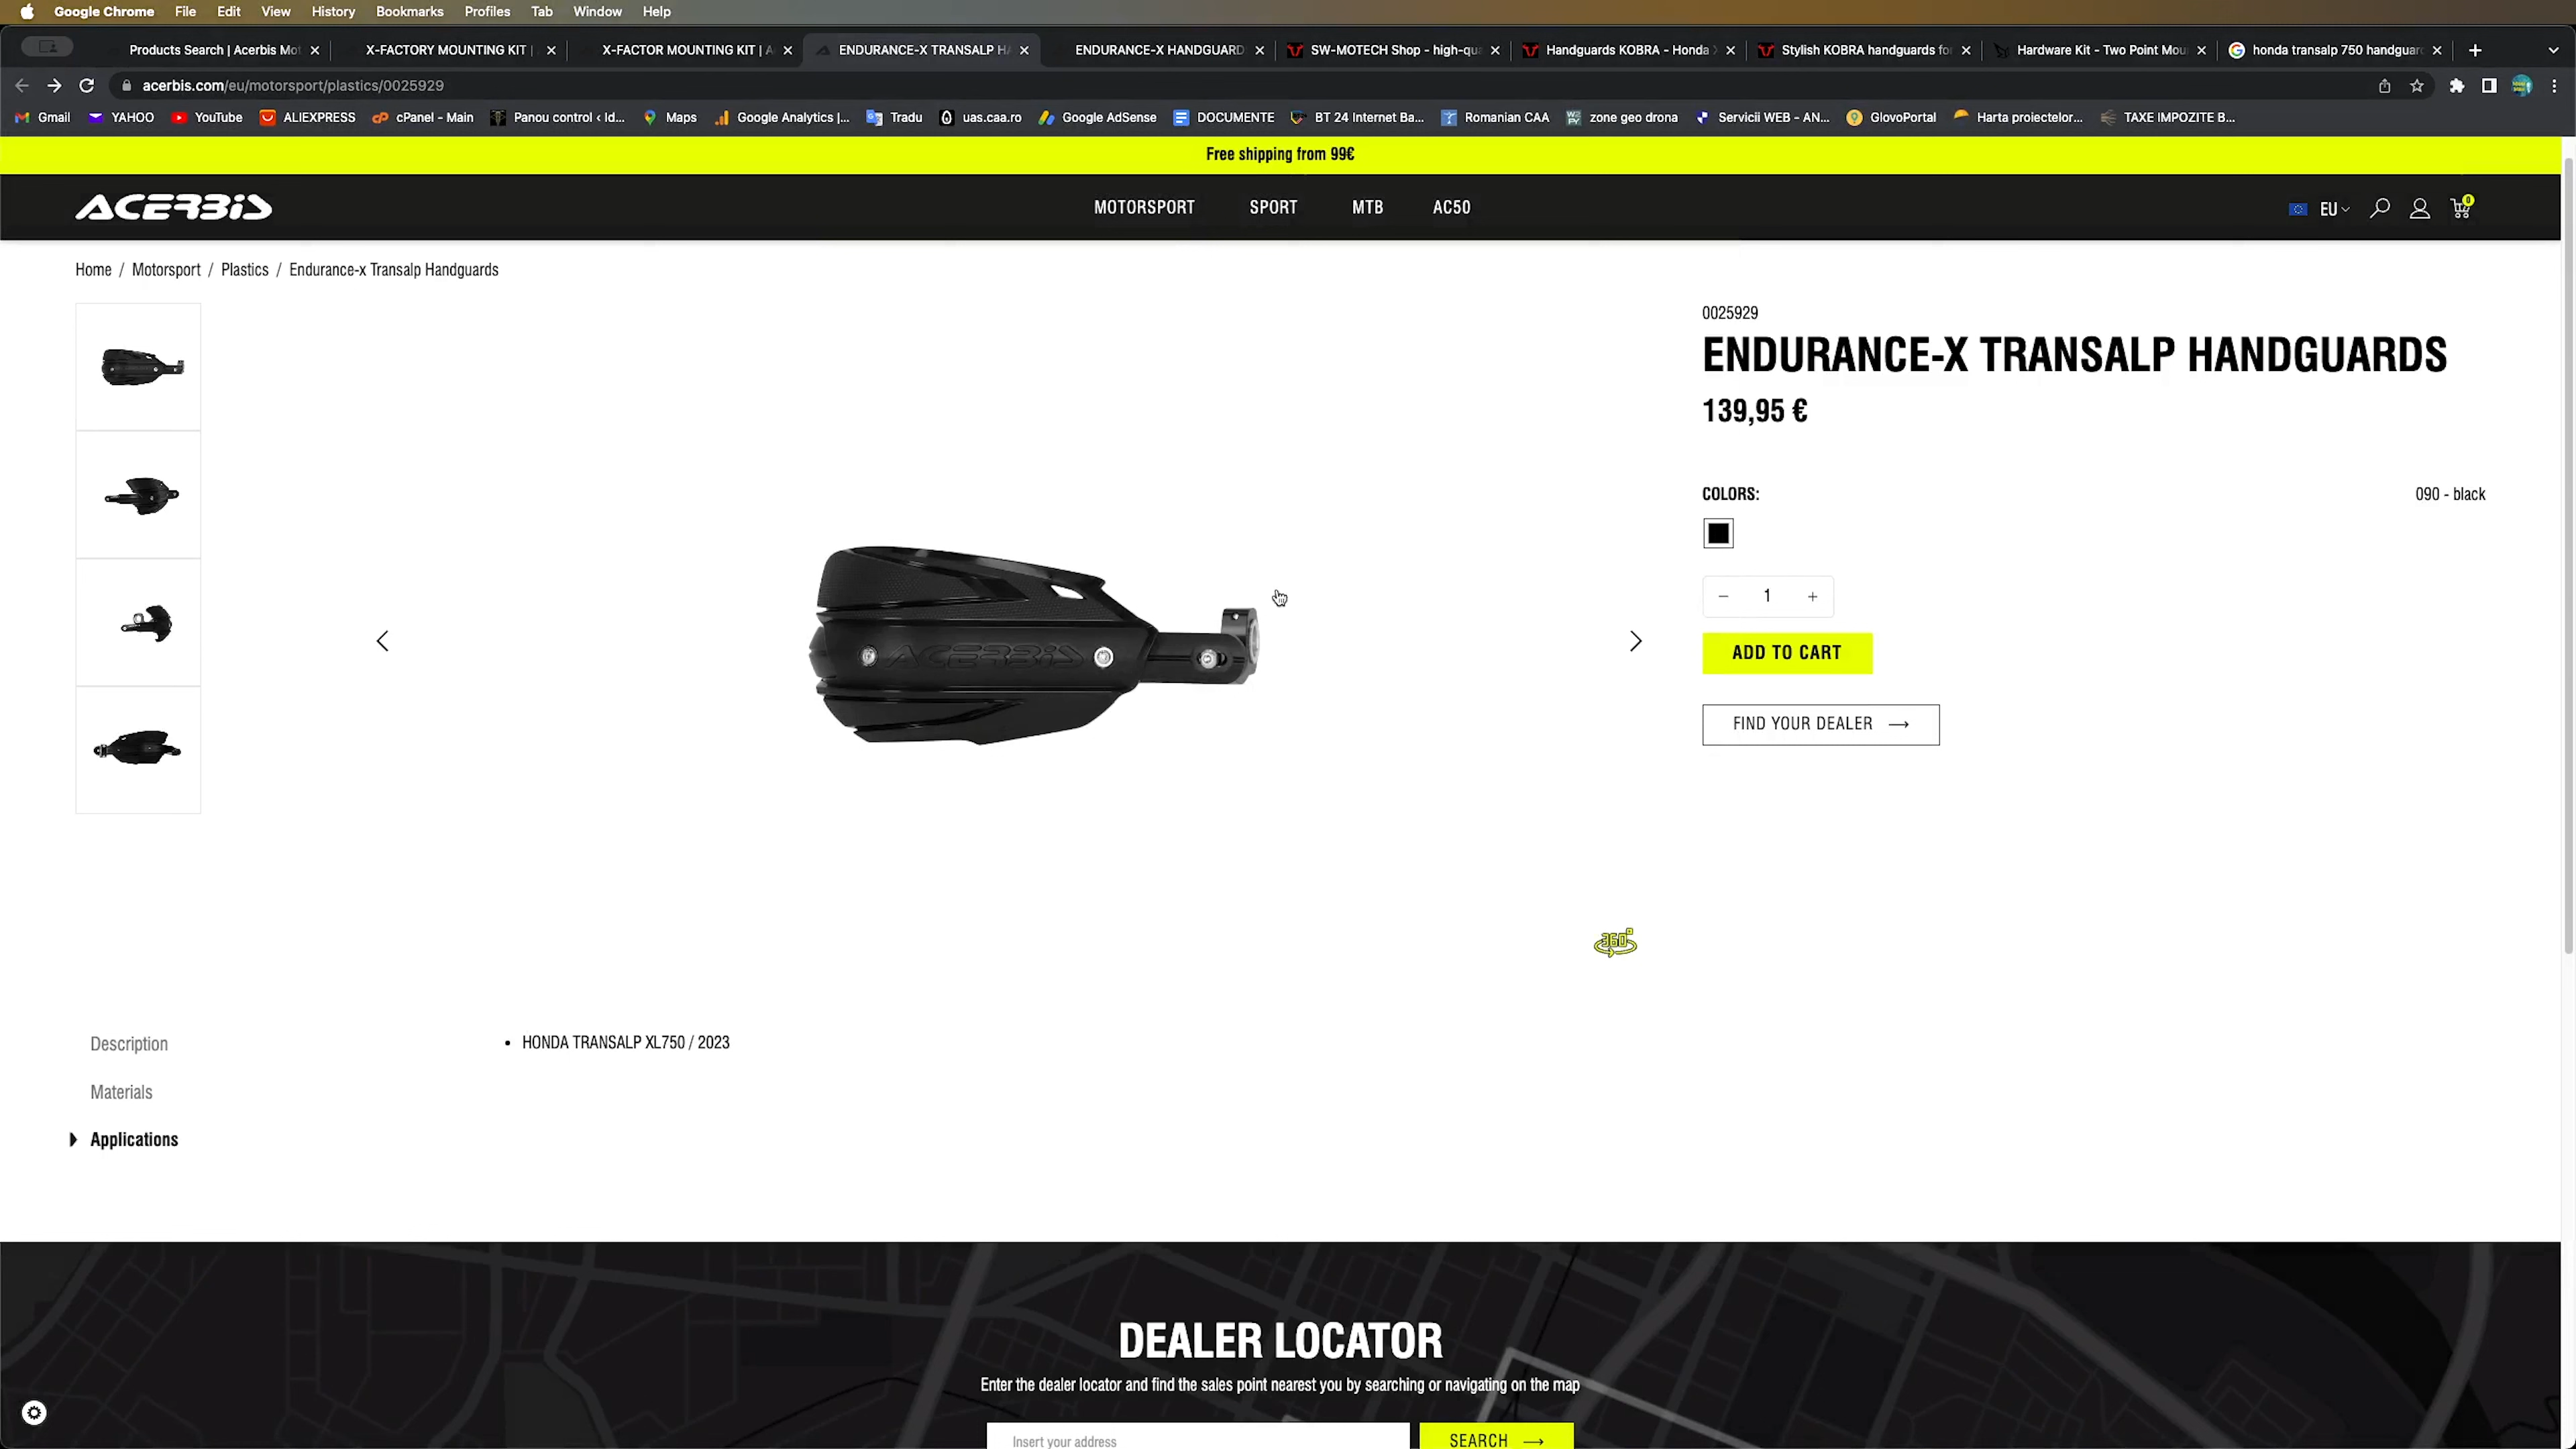 Google Chrome File Edit View History Bookmarks Profiles Tab Window Help
Products Search | Acerbis Mot X-FACTORY MOUNTING KIT | X-FACTOR MOUNTING KIT | A ENDURANCE-X TRANSALP HA ENDURANCE-X HANDGUARD SW-MOTECH Shop - high-qua Handguards KOBRA - Honda Stylish KOBRA handguards fo Hardware Kit - Two Point Mou honda transalp 750 handguar
acerbis.com/eu/motorsport/plastics/0025929
Gmail YAHOO YouTube ALIEXPRESS cPanel - Main Panou control ‹ Id... Maps Google Analytics |... Tradu uas.caa.ro Google AdSense DOCUMENTE BT 24 Internet Ba... Romanian CAA zone geo drona Servicii WEB - AN... GlovoPortal Harta proiectelor... TAXE IMPOZITE B...
Free shipping from 99€
ACERBIS MOTORSPORT SPORT MTB AC50 EU 0
Home / Motorsport / Plastics / Endurance-x Transalp Handguards
0025929
ENDURANCE-X TRANSALP HANDGUARDS
139,95 €
COLORS: 090 - black
− 1 +
ACERBIS
ADD TO CART
FIND YOUR DEALER
360°
Description
• HONDA TRANSALP XL750 / 2023
Materials
Applications
DEALER LOCATOR
Enter the dealer locator and find the sales point nearest you by searching or navigating on the map
Insert your address SEARCH